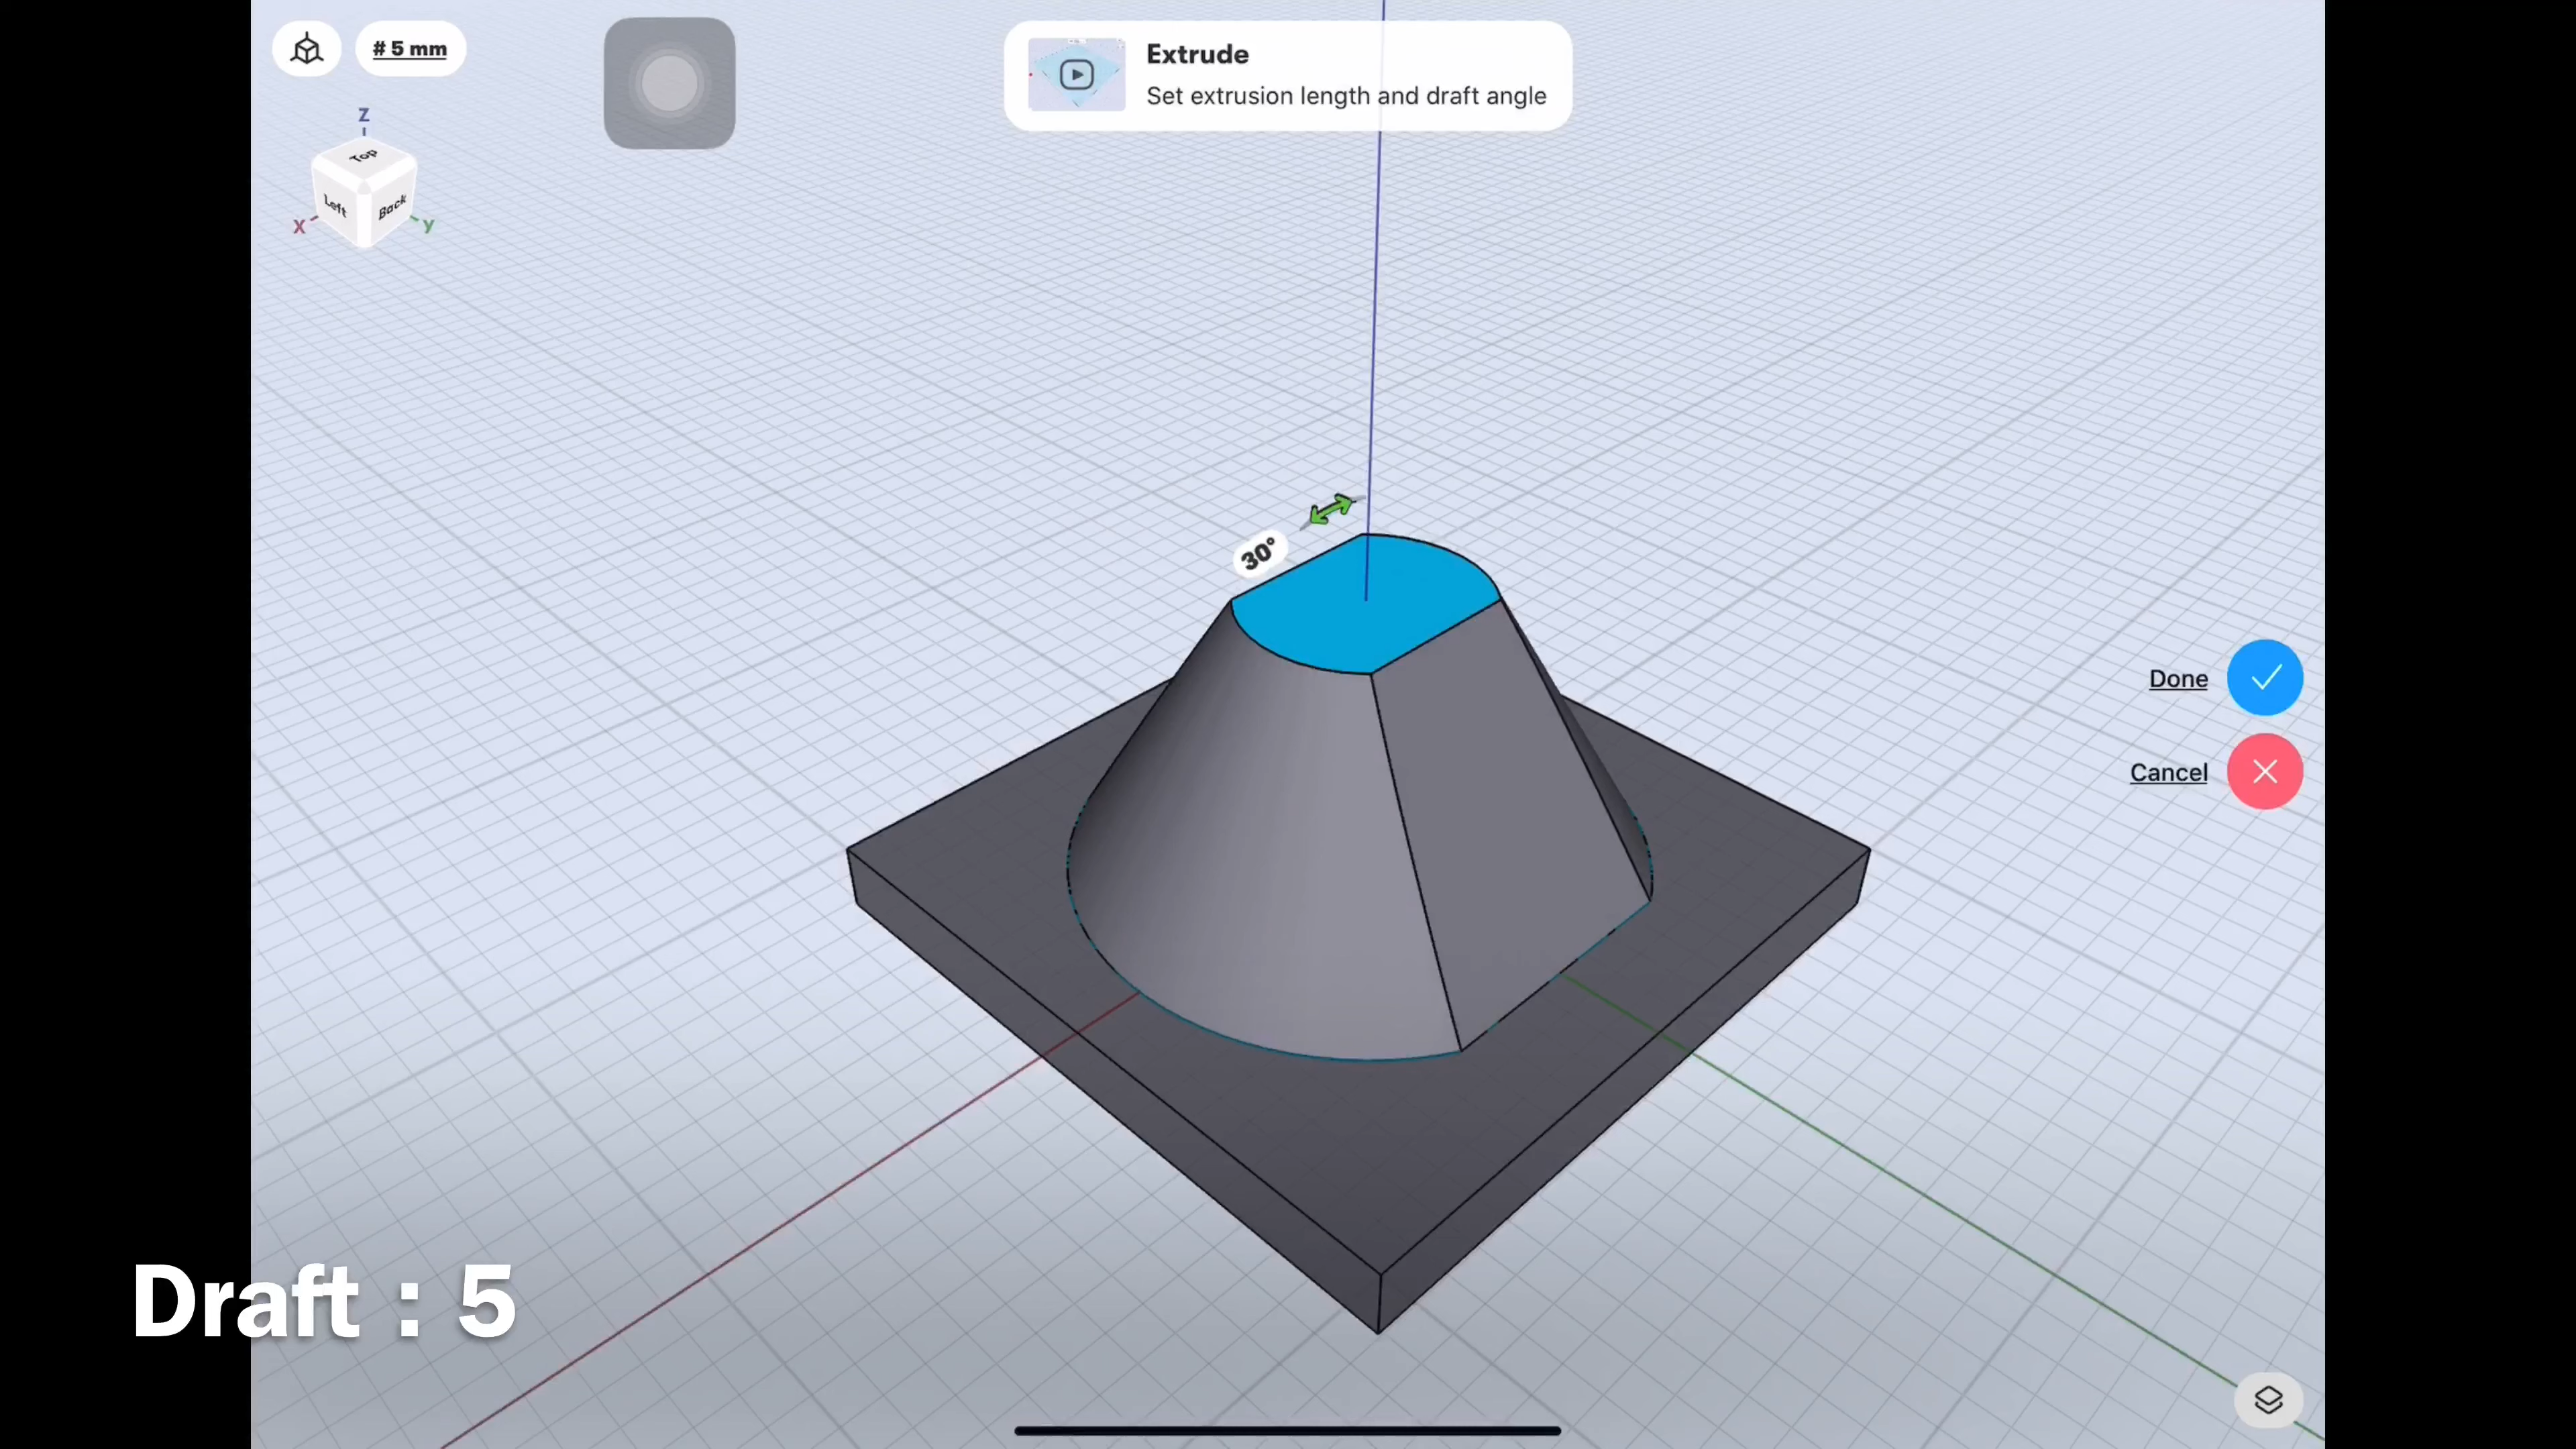 # 5 mm
Extrude
Set extrusion length and draft angle
Z
Top
Left
Back
X
Y
30°
Done
Cancel
Draft : 5